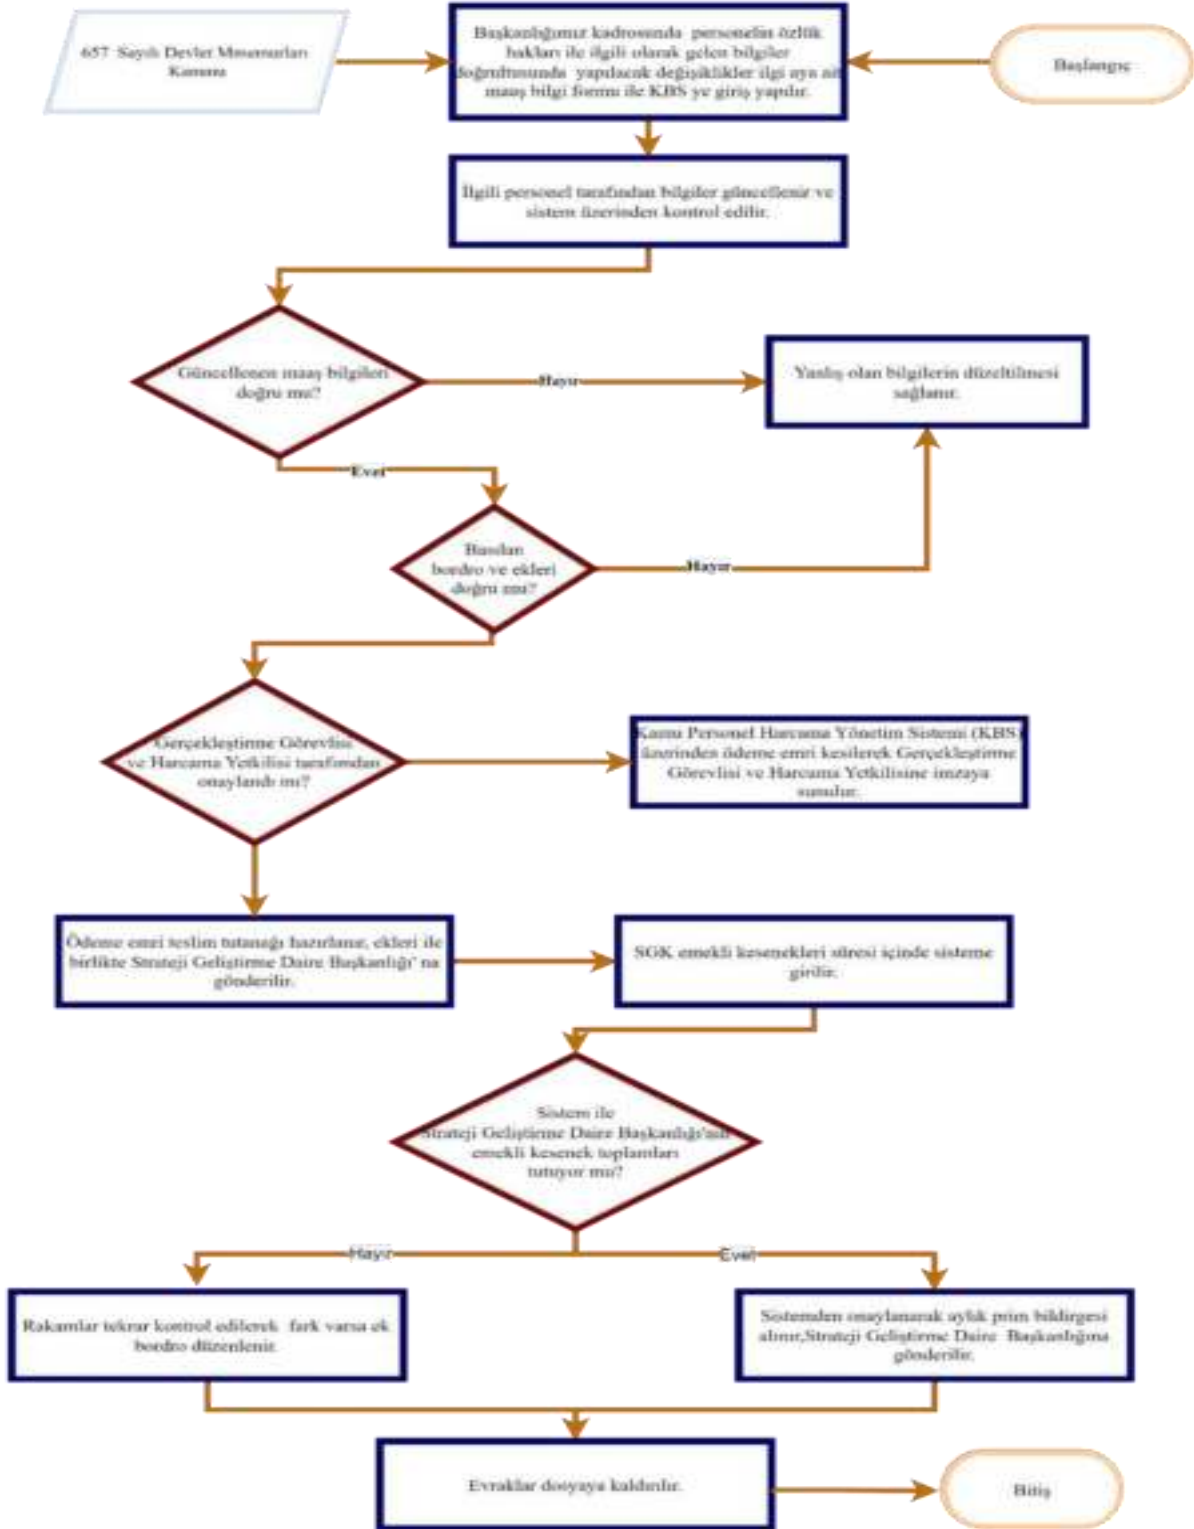 657 Sayılı Devlet Memurları
Kanunu
Başkanlığımız kadrosunda personelin özlük
hakları ile ilgili olarak gelen bilgiler
doğrultusunda yapılacak değişiklikler ilgi aya ait
maaş bilgi formu ile KBS ye giriş yapılır.
Başlangıç
İlgili personel tarafından bilgiler güncellenir ve
sistem üzerinden kontrol edilir.
Güncellenen maaş bilgileri
doğru mu?
Hayır
Yanlış olan bilgilerin düzeltilmesi
sağlanır.
Evet
Basılan
bordro ve ekleri
doğru mu?
Hayır
Gerçekleştirme Görevlisi
ve Harcama Yetkilisi tarafından
onaylandı mı?
Kamu Personel Harcama Yönetim Sistemi (KBS)
üzerinden ödeme emri kesilerek Gerçekleştirme
Görevlisi ve Harcama Yetkilisine imzaya
sunulur.
Ödeme emri teslim tutanağı hazırlanır, ekleri ile
birlikte Strateji Geliştirme Daire Başkanlığı' na
gönderilir.
SGK emekli kesenekleri süresi içinde sisteme
girilir.
Sistem ile
Strateji Geliştirme Daire Başkanlığı'nın
emekli kesenek toplamları
tutuyor mu?
Hayır
Evet
Rakamlar tekrar kontrol edilerek fark varsa ek
bordro düzenlenir.
Sistemden onaylanarak aylık prim bildirgesi
alınır,Strateji Geliştirme Daire Başkanlığına
gönderilir.
Evraklar dosyaya kaldırılır.
Bitiş